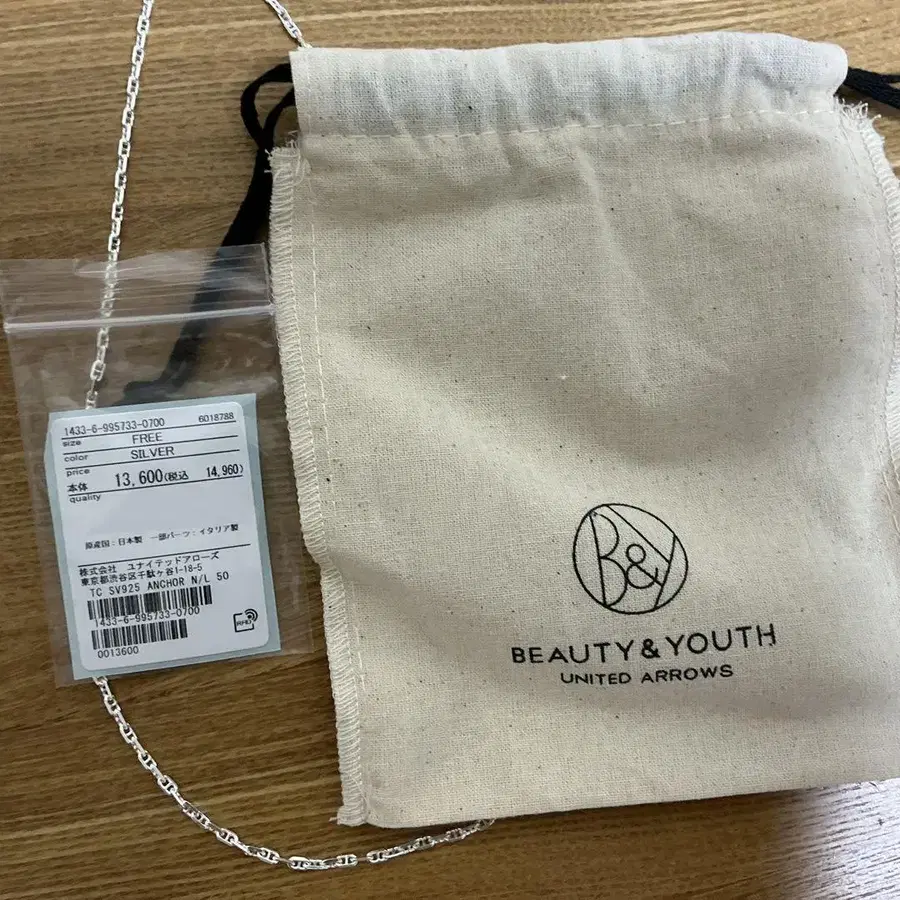 1433-6-995733-0700 6018788
size FREE
color SILVER
price
本体 13,600(税込 14,960)
quality
原産国:日本製 一部パーツ:イタリア製
株式会社 ユナイテッドアローズ
東京都渋谷区千駄ヶ谷1-18-5
TC SV925 ANCHOR N/L 50
1433-6-995733-0700
0013600
RFID
B&Y
BEAUTY & YOUTH
UNITED ARROWS